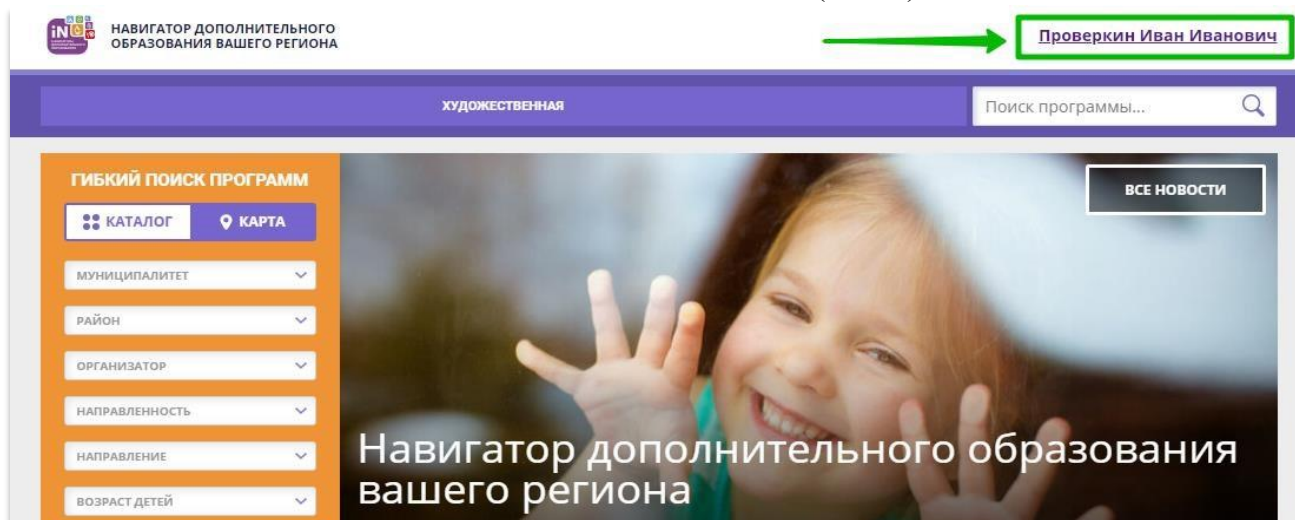 НАВИГАТОР ДОПОЛНИТЕЛЬНОГО
ОБРАЗОВАНИЯ ВАШЕГО РЕГИОНА
Проверкин Иван Иванович
ХУДОЖЕСТВЕННАЯ
Поиск программы...
ГИБКИЙ ПОИСК ПРОГРАММ
КАТАЛОГ
КАРТА
МУНИЦИПАЛИТЕТ
РАЙОН
ОРГАНИЗАТОР
НАПРАВЛЕННОСТЬ
НАПРАВЛЕНИЕ
ВОЗРАСТ ДЕТЕЙ
ВСЕ НОВОСТИ
Навигатор дополнительного образования
вашего региона